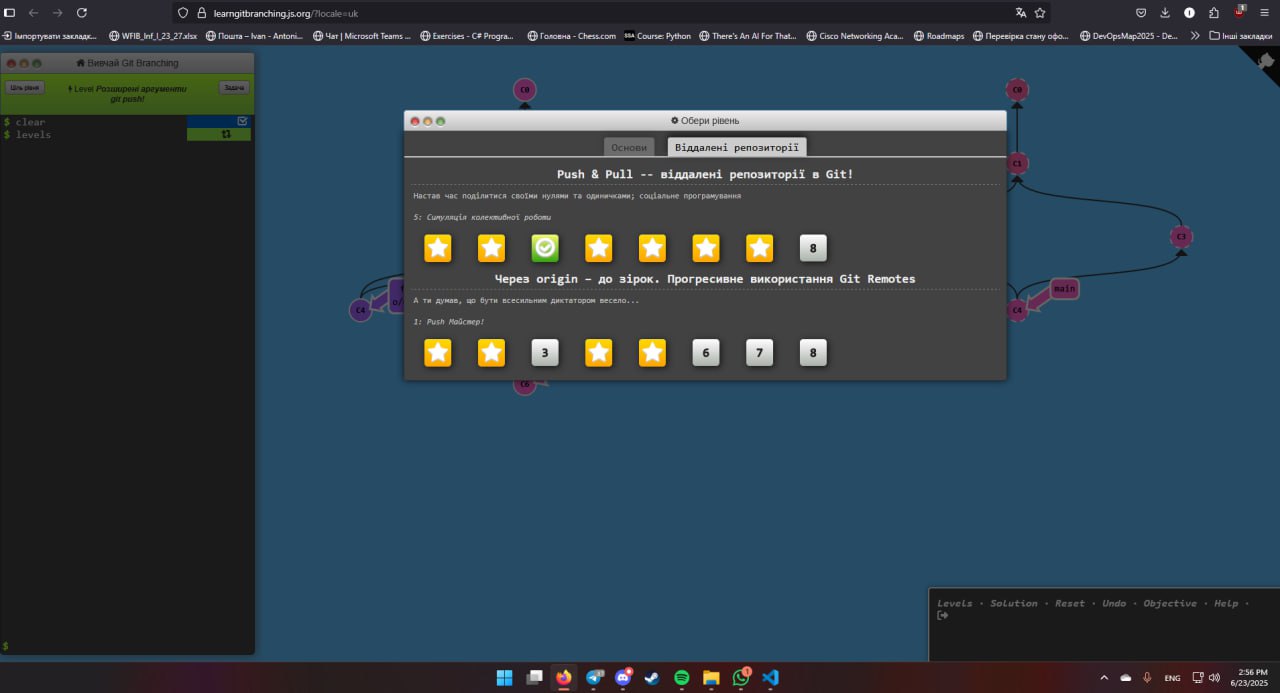 learngitbranching.js.org/?locale=uk
1
Імпортувати закладк...
WFIB_Inf_I_23_27.xlsx
Пошта – Ivan - Antoni...
Чат | Microsoft Teams ...
Exercises - C# Progra...
Головна - Chess.com
Course: Python
There's An AI For That...
Cisco Networking Aca...
Roadmaps
Перевірка стану офо...
DevOpsMap2025 - De...
Інші закладки
Вивчай Git Branching
Ціль рівня
Level Розширені аргументи
git push!
Задача
$ clear
$ levels
$
C0
C4
o/
C6
C0
C1
C3
C4
main
Обери рівень
Основи
Віддалені репозиторії
Push & Pull -- віддалені репозиторії в Git!
Настав час поділитися своїми нулями та одиничками; соціальне програмування
5: Симуляція колективної роботи
8
Через origin – до зірок. Прогресивне використання Git Remotes
А ти думав, що бути всесильним диктатором весело...
1: Push Майстер!
3 6 7 8
Levels · Solution · Reset · Undo · Objective · Help ·
ENG
2:56 PM
6/23/2025